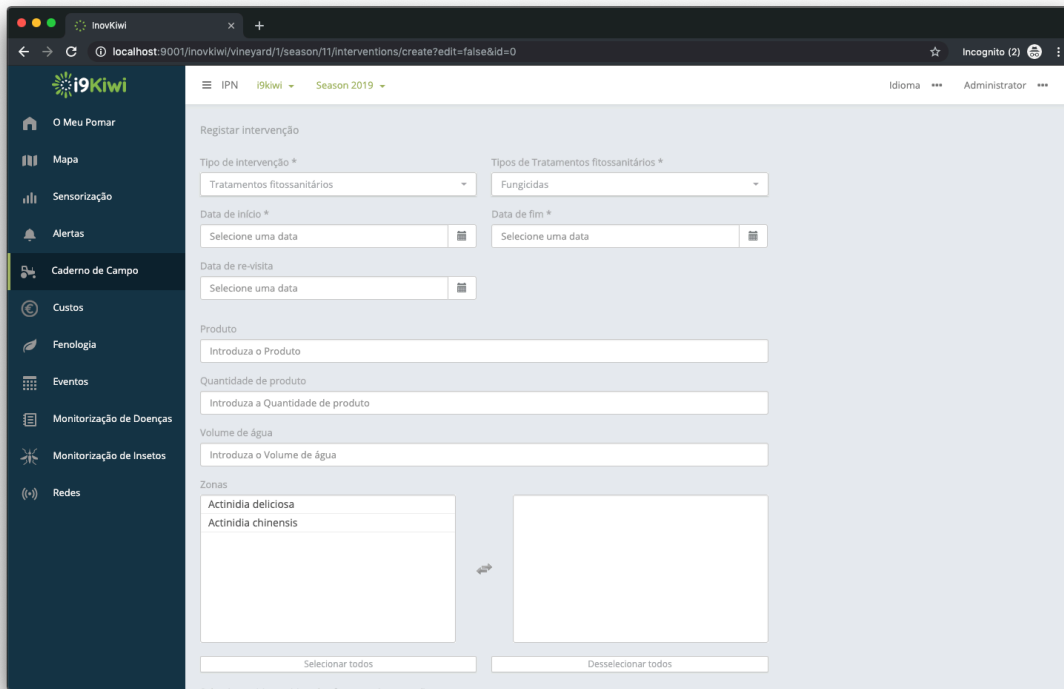 InovKiwi
localhost:9001/inovkiwi/vineyard/1/season/11/interventions/create?edit=false&id=0
Incognito (2)
i9Kiwi
IPN i9kiwi Season 2019 Idioma Administrator
O Meu Pomar
Mapa
Sensorização
Alertas
Caderno de Campo
Custos
Fenologia
Eventos
Monitorização de Doenças
Monitorização de Insetos
Redes
Registar intervenção
Tipo de intervenção * Tipos de Tratamentos fitossanitários *
Tratamentos fitossanitários Fungicidas
Data de início * Data de fim *
Selecione uma data Selecione uma data
Data de re-visita
Selecione uma data
Produto
Introduza o Produto
Quantidade de produto
Introduza a Quantidade de produto
Volume de água
Introduza o Volume de água
Zonas
Actinidia deliciosa
Actinidia chinensis
Selecionar todos Desselecionar todos